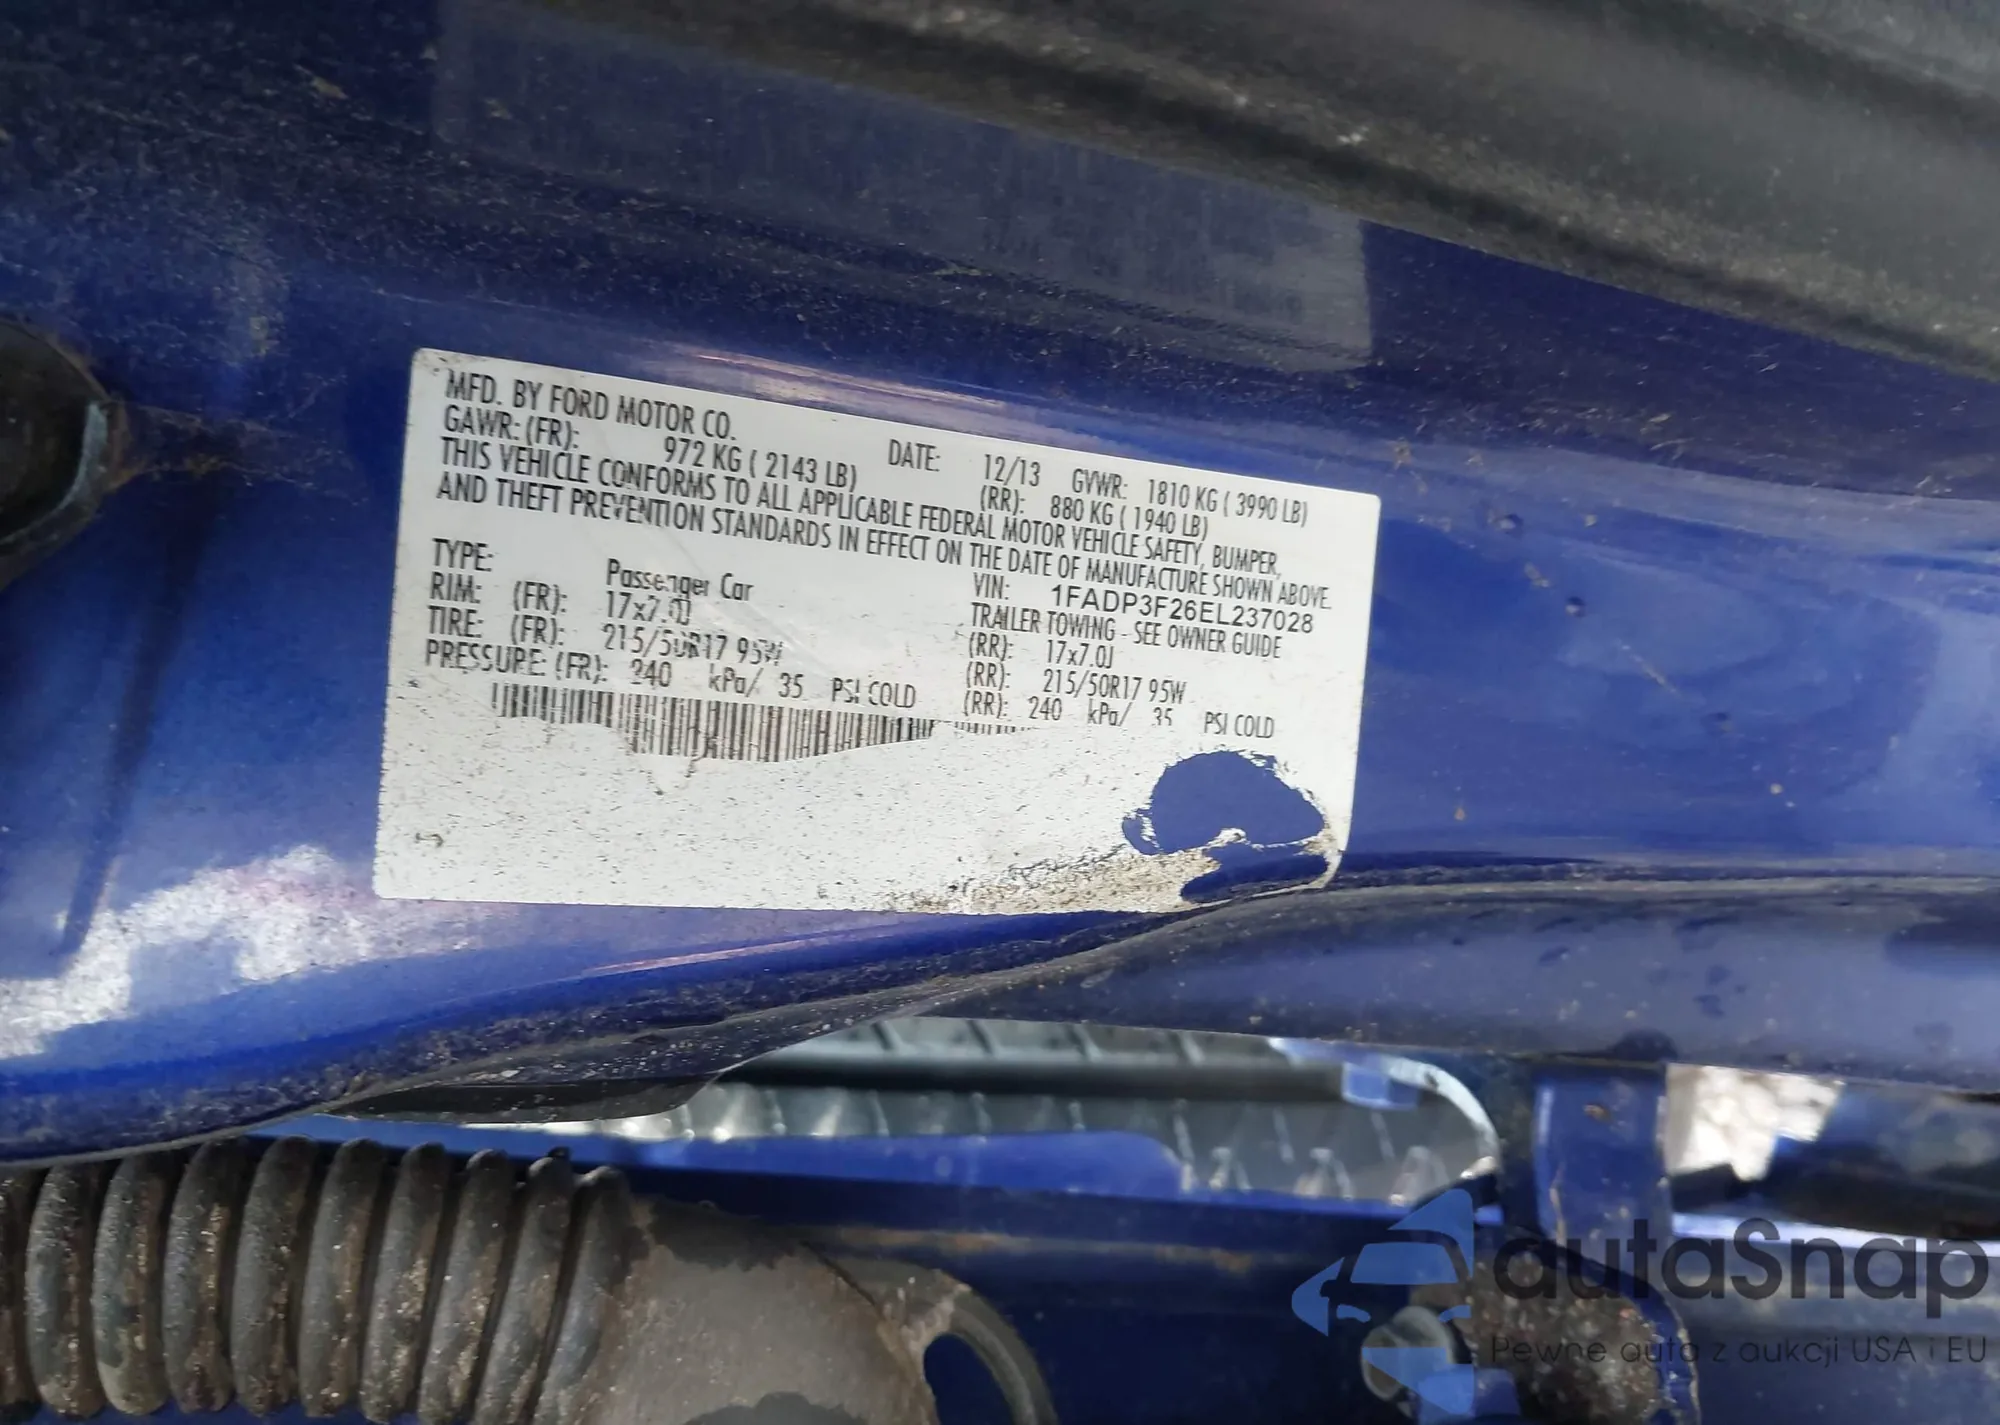 MFD. BY FORD MOTOR CO. DATE: 12/13 GVWR: 1810 KG ( 3990 LB)
GAWR: (FR): 972 KG ( 2143 LB) (RR): 880 KG ( 1940 LB)
THIS VEHICLE CONFORMS TO ALL APPLICABLE FEDERAL MOTOR VEHICLE SAFETY, BUMPER,
AND THEFT PREVENTION STANDARDS IN EFFECT ON THE DATE OF MANUFACTURE SHOWN ABOVE.
VIN: 1FADP3F26EL237028
TYPE: Passenger Car TRAILER TOWING - SEE OWNER GUIDE
RIM: (FR): 17x7.0J (RR): 17x7.0J
TIRE: (FR): 215/50R17 95W (RR): 215/50R17 95W
PRESSURE: (FR): 240 kPa/ 35 PSI COLD (RR): 240 kPa/ 35 PSI COLD
autaSnap
Pewne auta z aukcji USA i EU